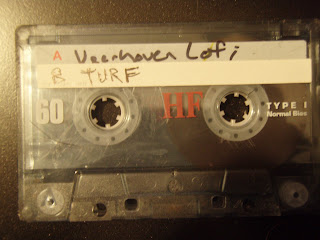 A Veerhoven Lofi
B TURF
60 HF TYPE I
Normal Bias